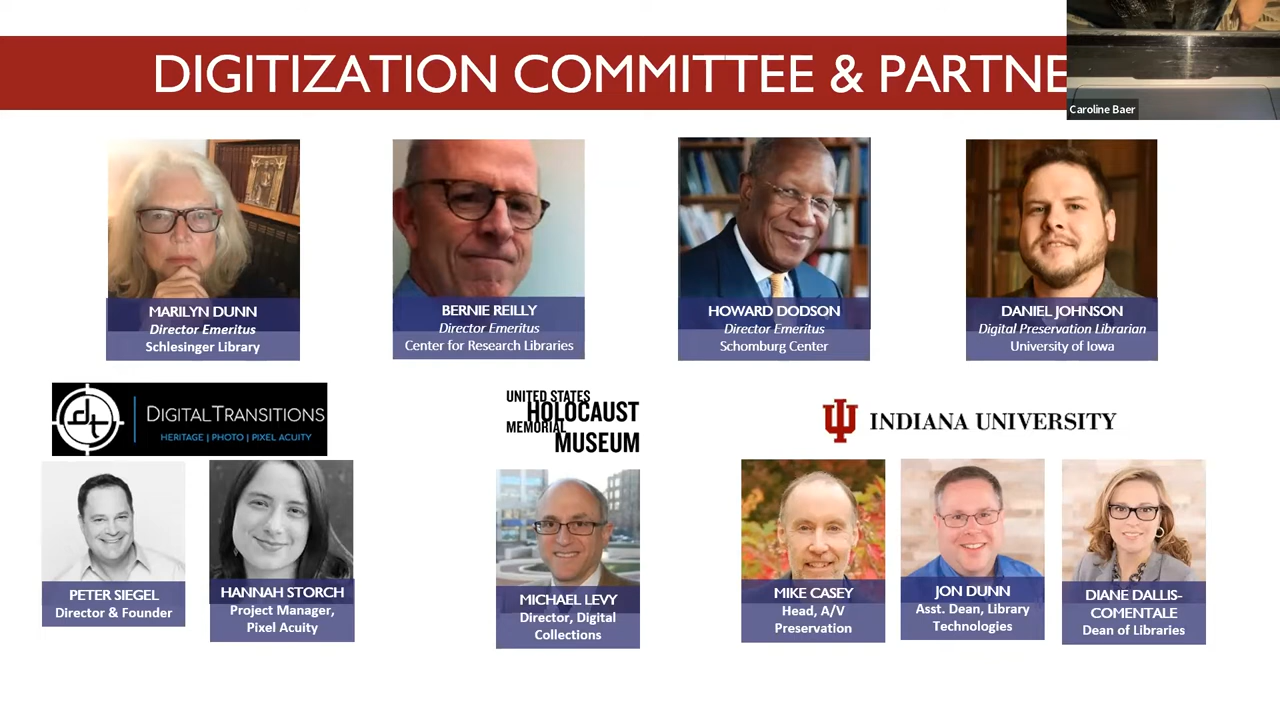 DIGITIZATION COMMITTEE & PARTNE
Caroline Baer
MARILYN DUNN
Director Emeritus
Schlesinger Library
BERNIE REILLY
Director Emeritus
Center for Research Libraries
HOWARD DODSON
Director Emeritus
Schomburg Center
DANIEL JOHNSON
Digital Preservation Librarian
University of Iowa
dt
DIGITALTRANSITIONS
HERITAGE | PHOTO | PIXEL ACUITY
UNITED STATES
HOLOCAUST
MEMORIAL
MUSEUM
INDIANA UNIVERSITY
PETER SIEGEL
Director & Founder
HANNAH STORCH
Project Manager,
Pixel Acuity
MICHAEL LEVY
Director, Digital
Collections
MIKE CASEY
Head, A/V
Preservation
JON DUNN
Asst. Dean, Library
Technologies
DIANE DALLIS-
COMENTALE
Dean of Libraries